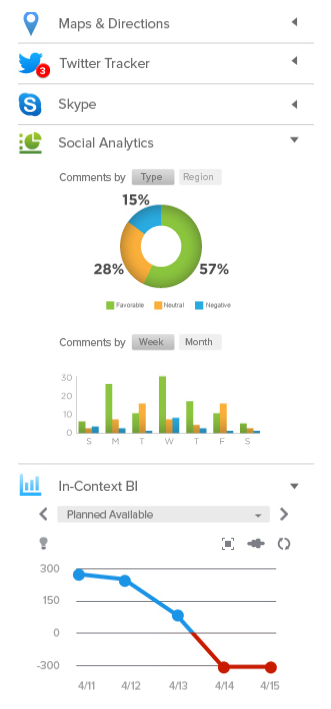 Maps & Directions
Twitter Tracker
3
Skype
Social Analytics
Comments by Type Region
15%
28% 57%
Favorable Neutral Negative
Comments by Week Month
30
20
10
0
S M T W T F S
In-Context BI
Planned Available
300
150
0
-300
4/11 4/12 4/13 4/14 4/15